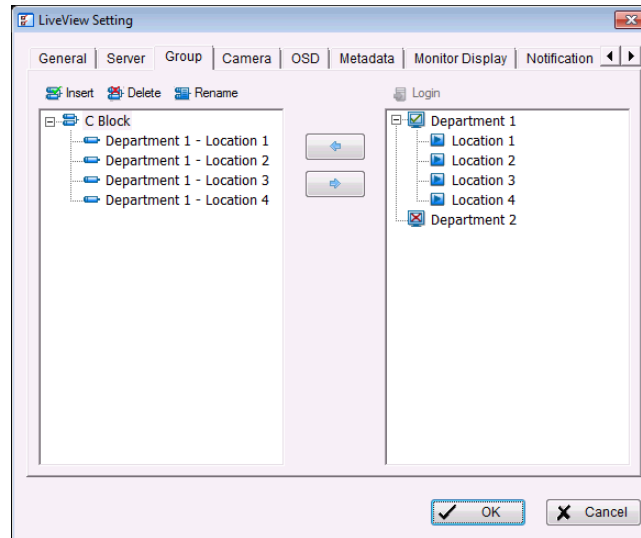 LiveView Setting
General Server Group Camera OSD Metadata Monitor Display Notification
Insert Delete Rename
Login
C Block
Department 1 - Location 1
Department 1 - Location 2
Department 1 - Location 3
Department 1 - Location 4
Department 1
Location 1
Location 2
Location 3
Location 4
Department 2
OK Cancel